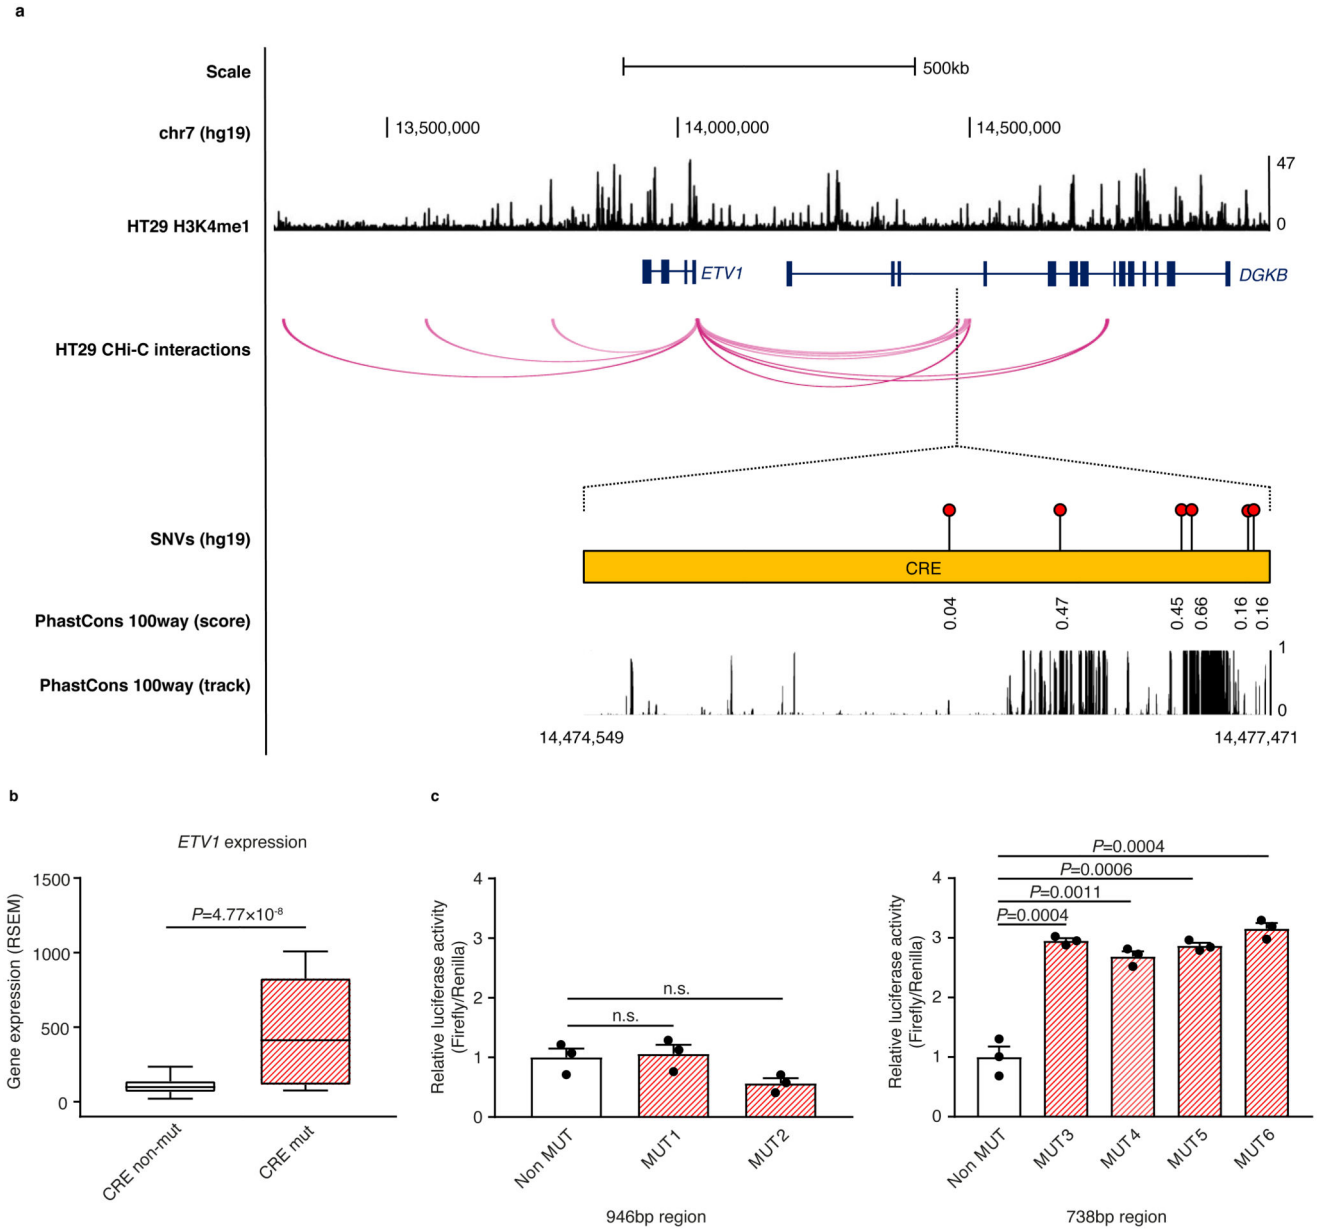 a
Scale
500kb
chr7 (hg19)
13,500,000
14,000,000
14,500,000
47
HT29 H3K4me1
0
ETV1
DGKB
HT29 CHi-C interactions
SNVs (hg19)
CRE
PhastCons 100way (score)
0.04
0.47
0.45
0.66
0.16
0.16
1
PhastCons 100way (track)
0
14,474,549
14,477,471
b
ETV1 expression
Gene expression (RSEM)
1500
1000
500
0
P=4.77×10-8
CRE non-mut
CRE mut
c
Relative luciferase activity
(Firefly/Renilla)
4
3
2
1
0
n.s.
n.s.
Non MUT
MUT1
MUT2
946bp region
Relative luciferase activity
(Firefly/Renilla)
4
3
2
1
0
P=0.0004
P=0.0006
P=0.0011
P=0.0004
Non MUT
MUT3
MUT4
MUT5
MUT6
738bp region